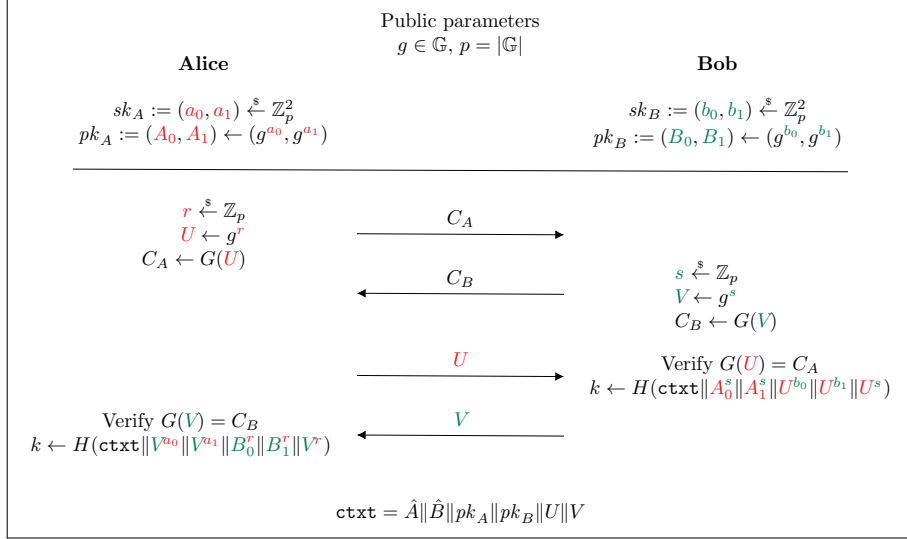 Public parameters
g ∈ 𝔾, p = |𝔾|
Alice
Bob
sk_A := (a_0, a_1) ←$ ℤ_p^2
pk_A := (A_0, A_1) ← (g^{a_0}, g^{a_1})
sk_B := (b_0, b_1) ←$ ℤ_p^2
pk_B := (B_0, B_1) ← (g^{b_0}, g^{b_1})
r ←$ ℤ_p
U ← g^r
C_A ← G(U)
C_A
C_B
s ←$ ℤ_p
V ← g^s
C_B ← G(V)
U
Verify G(U) = C_A
k ← H(ctxt‖A_0^s‖A_1^s‖U^{b_0}‖U^{b_1}‖U^s)
V
Verify G(V) = C_B
k ← H(ctxt‖V^{a_0}‖V^{a_1}‖B_0^r‖B_1^r‖V^r)
ctxt = Â‖B̂‖pk_A‖pk_B‖U‖V